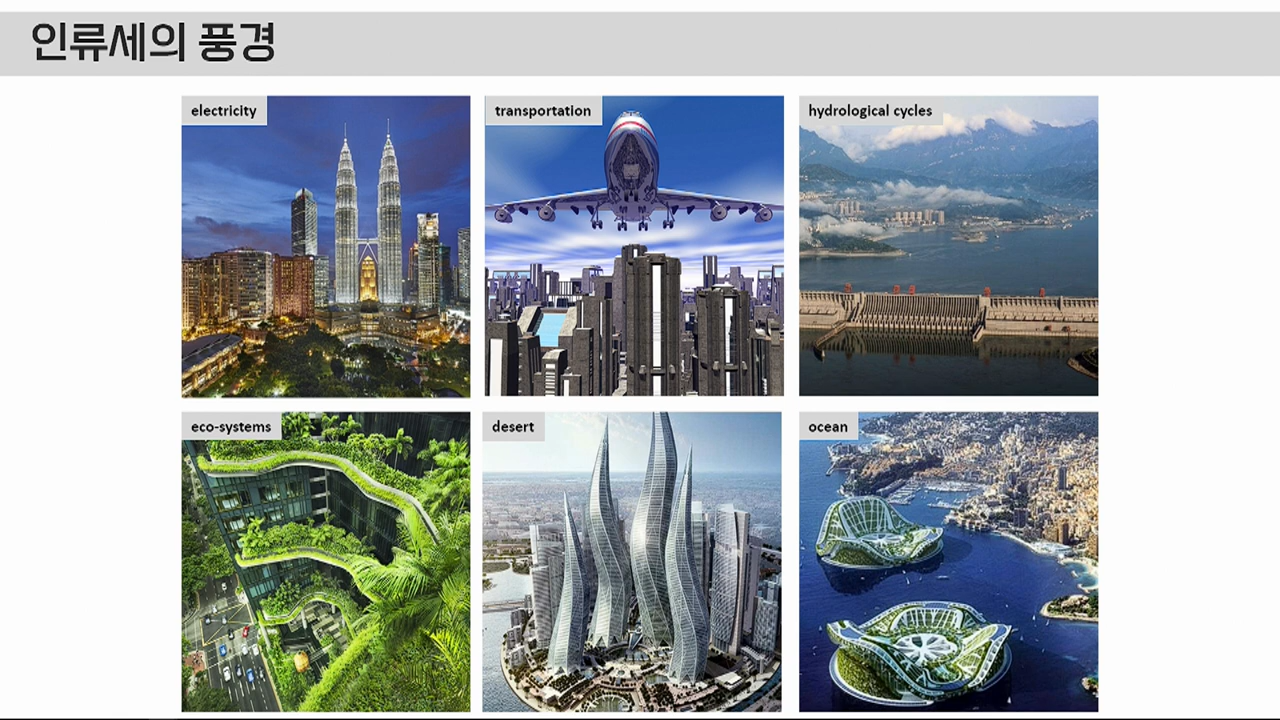 인류세의 풍경
electricity
transportation
hydrological cycles
eco-systems
desert
ocean